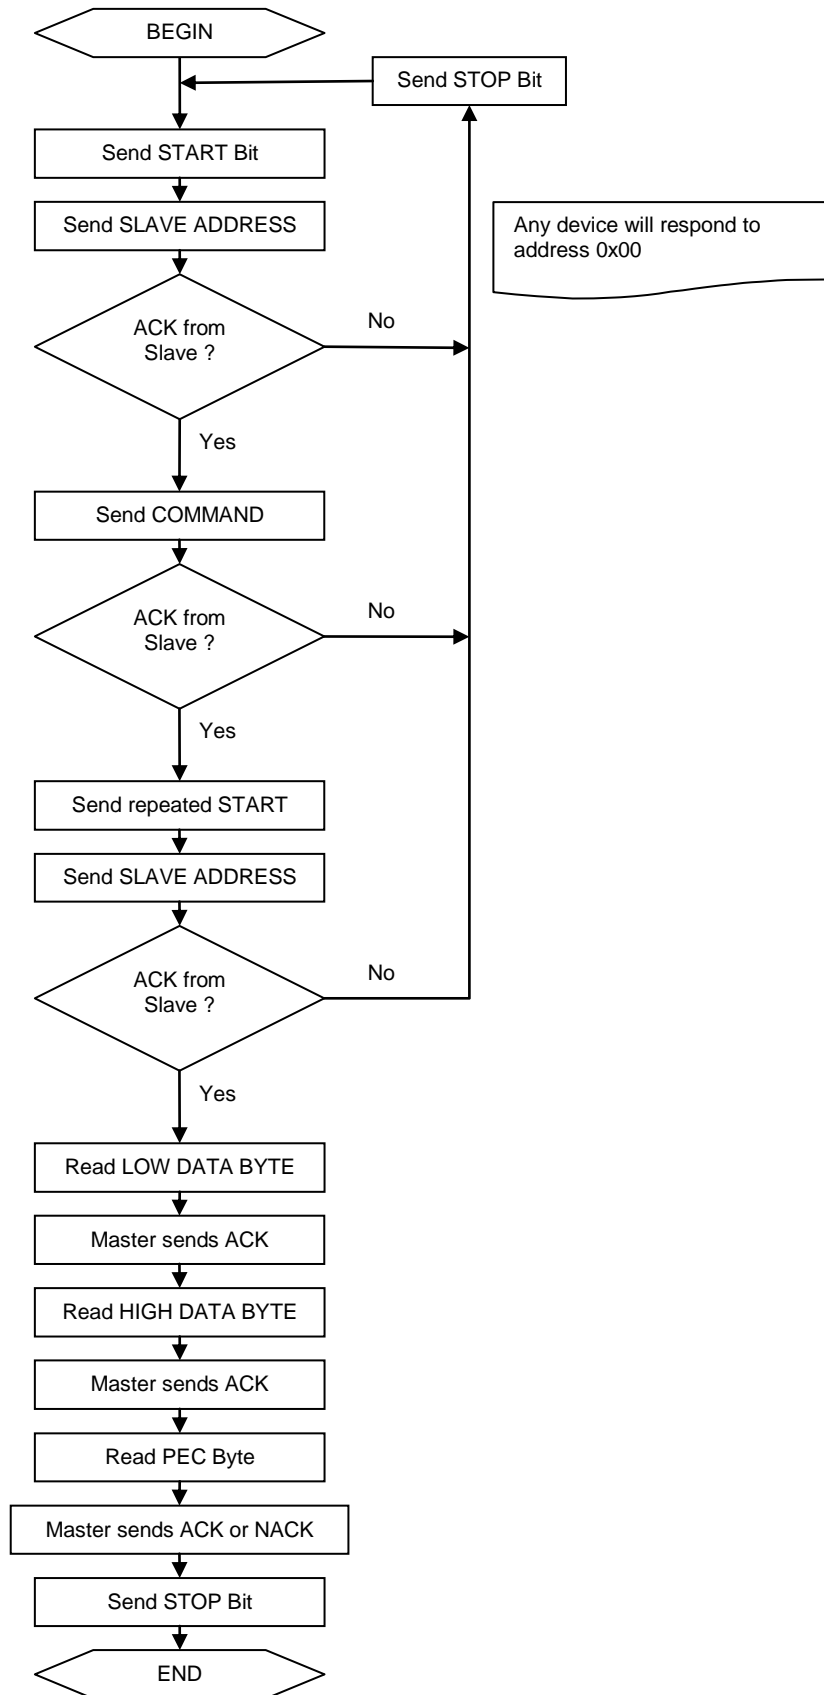 BEGIN
Send STOP Bit
Send START Bit
Send SLAVE ADDRESS
Any device will respond to
address 0x00
ACK from
Slave ?
No
Yes
Send COMMAND
ACK from
Slave ?
No
Yes
Send repeated START
Send SLAVE ADDRESS
ACK from
Slave ?
No
Yes
Read LOW DATA BYTE
Master sends ACK
Read HIGH DATA BYTE
Master sends ACK
Read PEC Byte
Master sends ACK or NACK
Send STOP Bit
END